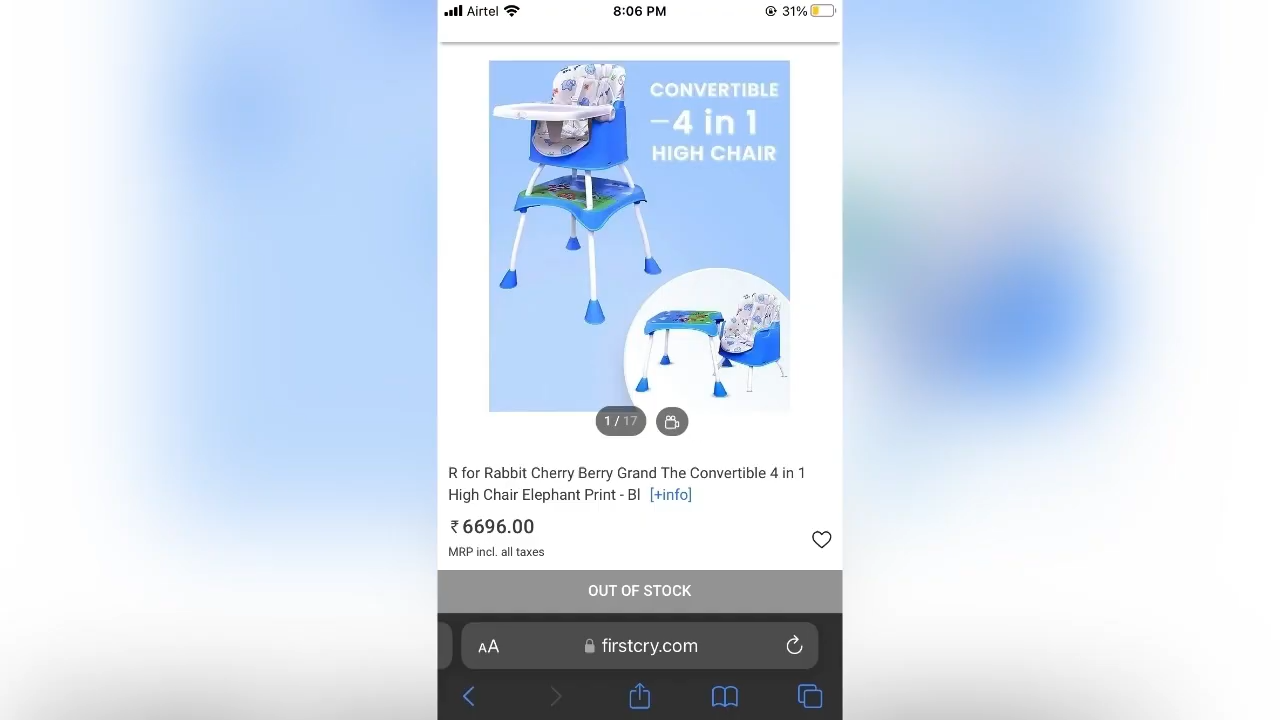 Airtel 8:06 PM 31%
CONVERTIBLE
–4 in 1
HIGH CHAIR
1 / 17
R for Rabbit Cherry Berry Grand The Convertible 4 in 1
High Chair Elephant Print - Bl [+info]
₹6696.00
MRP incl. all taxes
OUT OF STOCK
AA firstcry.com